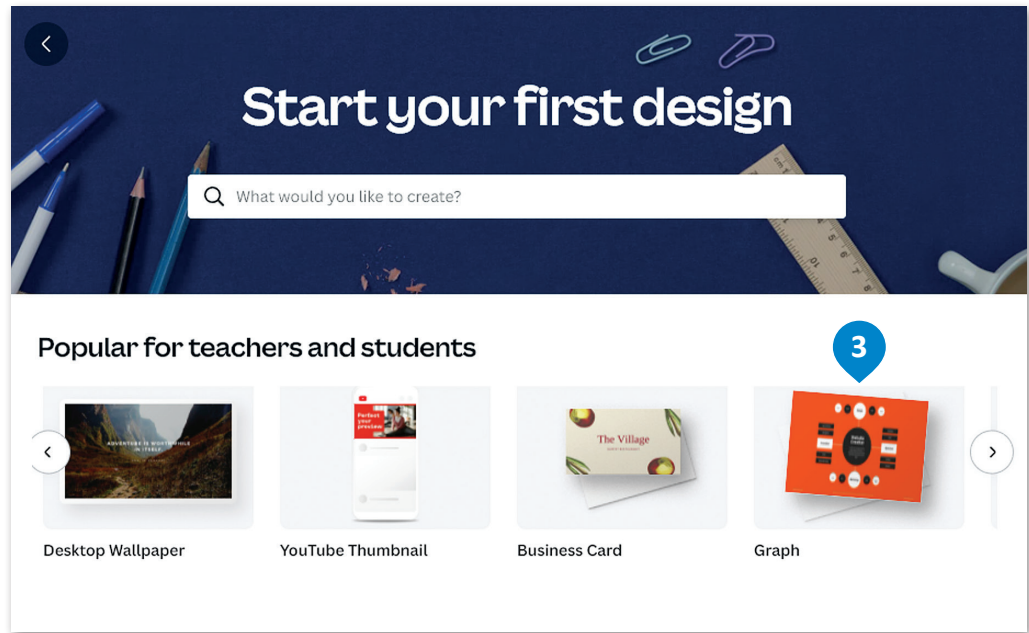 Start your first design
What would you like to create?
Popular for teachers and students
3
ADVENTURE IS WORTHWHILE
IN ITSELF.
Perfect
your
preview
The Village
Desktop Wallpaper
YouTube Thumbnail
Business Card
Graph